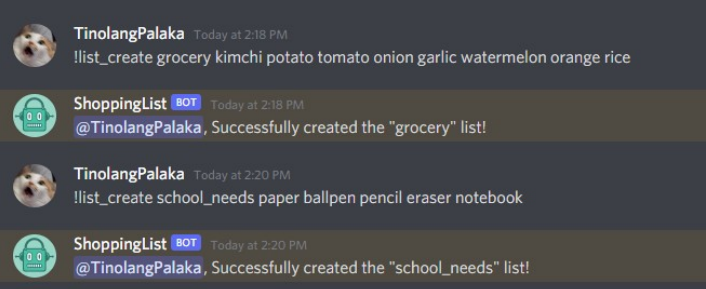 TinolangPalaka Today at 2:18 PM
!list_create grocery kimchi potato tomato onion garlic watermelon orange rice
ShoppingList BOT Today at 2:18 PM
@TinolangPalaka, Successfully created the "grocery" list!
TinolangPalaka Today at 2:20 PM
!list_create school_needs paper ballpen pencil eraser notebook
ShoppingList BOT Today at 2:20 PM
@TinolangPalaka, Successfully created the "school_needs" list!